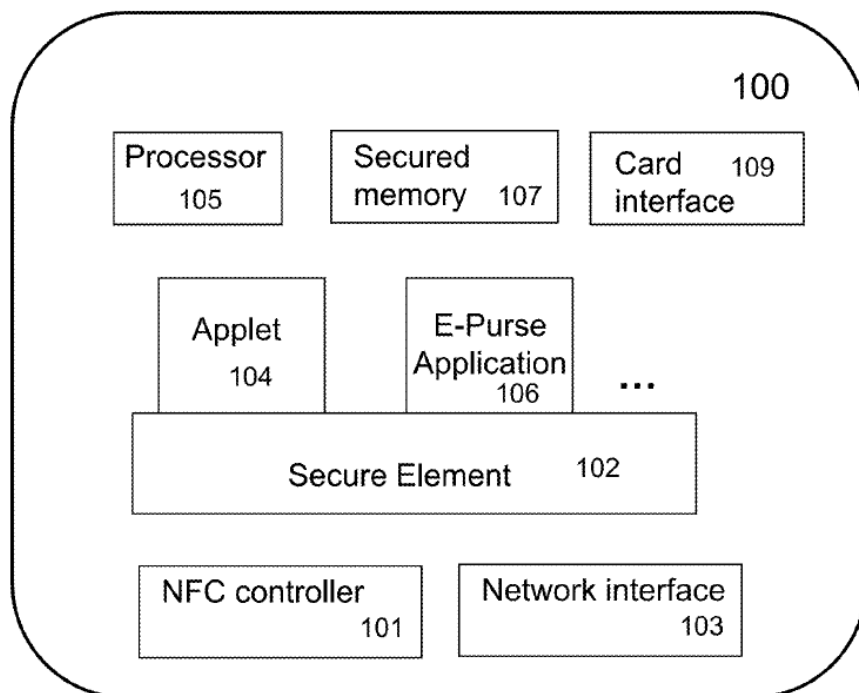 100
Processor
105
Secured
memory 107
Card 109
interface
Applet
104
E-Purse
Application
106
...
Secure Element 102
NFC controller
101
Network interface
103